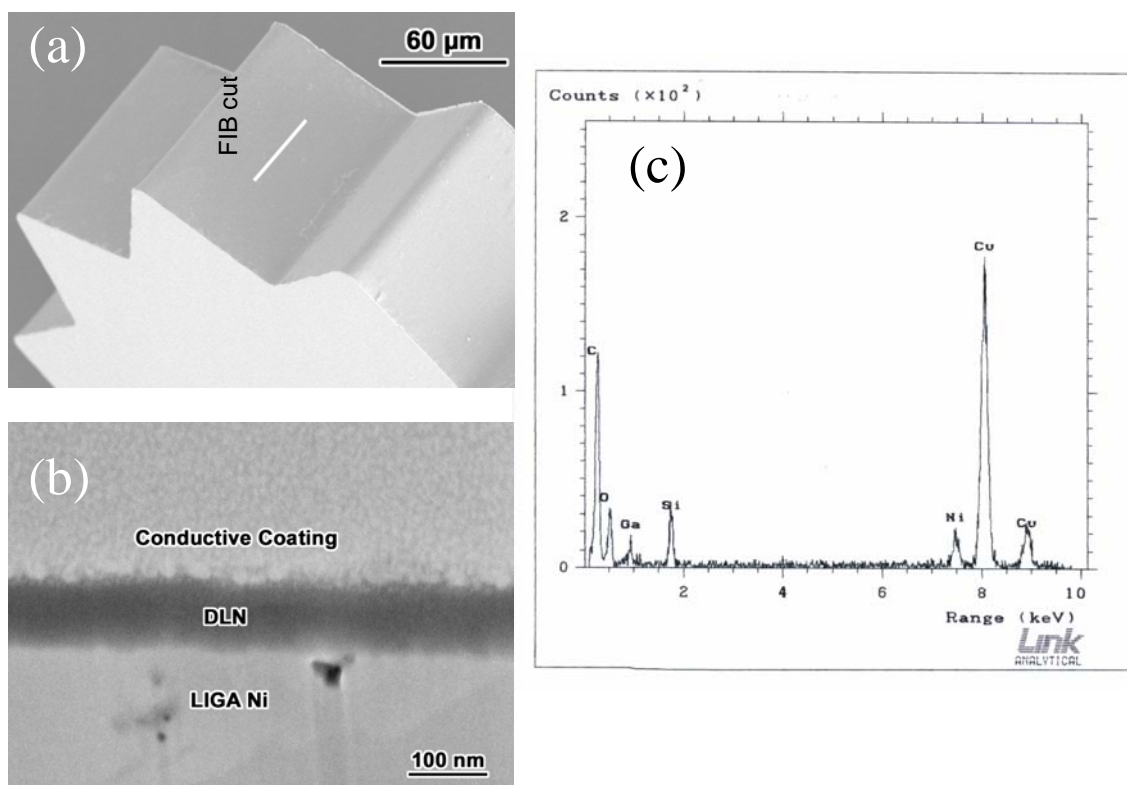 (a)
60 µm
FIB cut
(b)
Conductive Coating
DLN
LIGA Ni
100 nm
Counts (×10²)
(c)
2
1
0
C
O
Ga
Si
Ni
Cu
Cu
2
4
6
8
10
Range (keV)
Link
ANALYTICAL